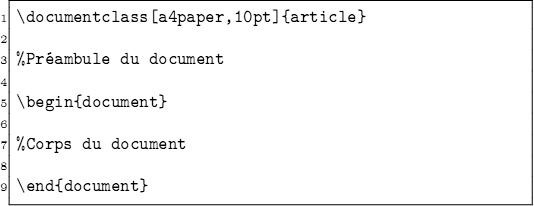 1 \documentclass[a4paper,10pt]{article}
2
3 %Préambule du document
4
5 \begin{document}
6
7 %Corps du document
8
9 \end{document}